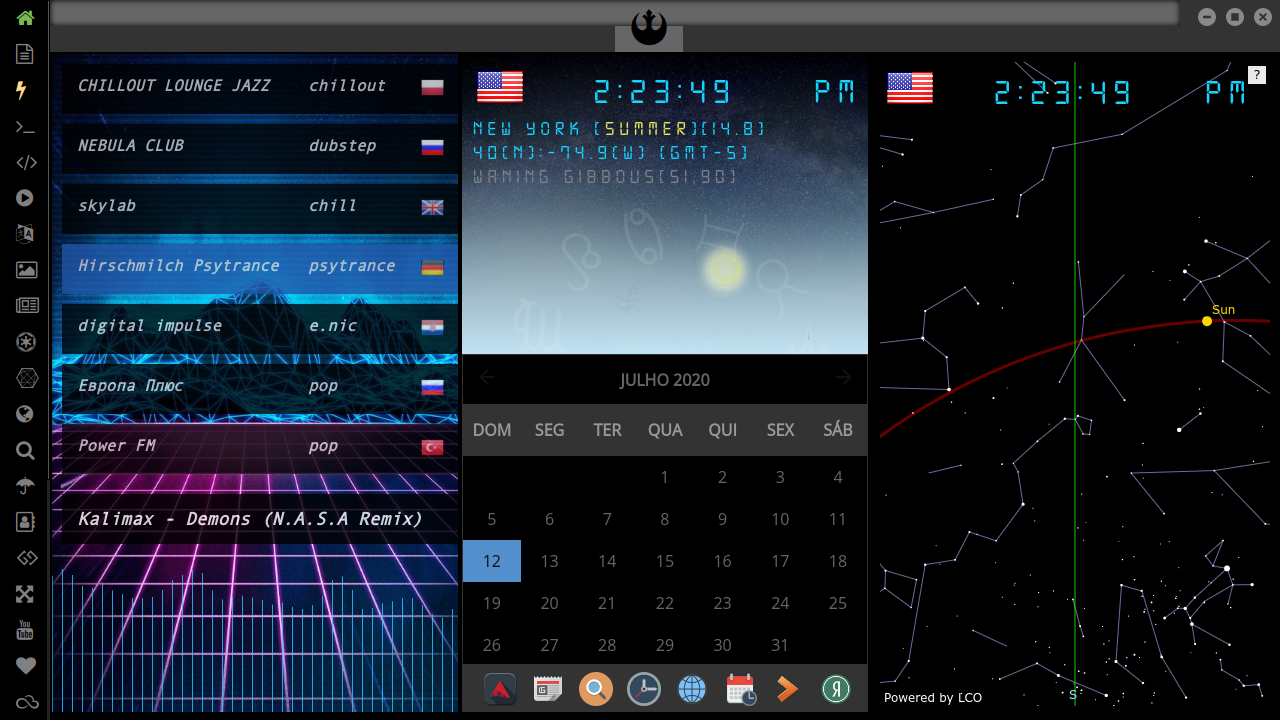 CHILLOUT LOUNGE JAZZ chillout
NEBULA CLUB dubstep
skylab chill
Hirschmilch Psytrance psytrance
digital impulse e.nic
Европа Плюс pop
Power FM pop
Kalimax - Demons (N.A.S.A Remix)
2:23:49 PM
NEW YORK [SUMMER][14.8]
40(N):-74.9(W) [GMT-5]
WANING GIBBOUS[51.90]
JULHO 2020
DOM SEG TER QUA QUI SEX SÁB
1 2 3 4
5 6 7 8 9 10 11
12 13 14 15 16 17 18
19 20 21 22 23 24 25
26 27 28 29 30 31
2:23:49 PM
?
Sun
S
Powered by LCO
You
Tube